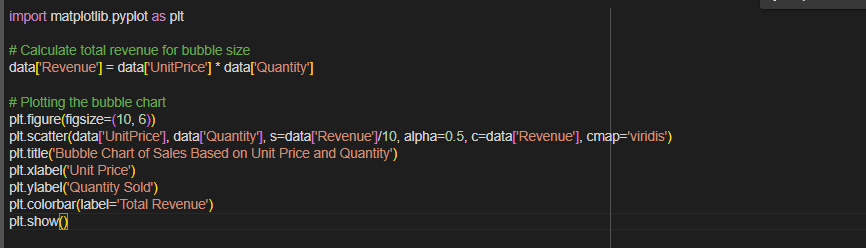 import matplotlib.pyplot as plt
# Calculate total revenue for bubble size
data['Revenue'] = data['UnitPrice'] * data['Quantity']
# Plotting the bubble chart
plt.figure(figsize=(10, 6))
plt.scatter(data['UnitPrice'], data['Quantity'], s=data['Revenue']/10, alpha=0.5, c=data['Revenue'], cmap='viridis')
plt.title('Bubble Chart of Sales Based on Unit Price and Quantity')
plt.xlabel('Unit Price')
plt.ylabel('Quantity Sold')
plt.colorbar(label='Total Revenue')
plt.show()